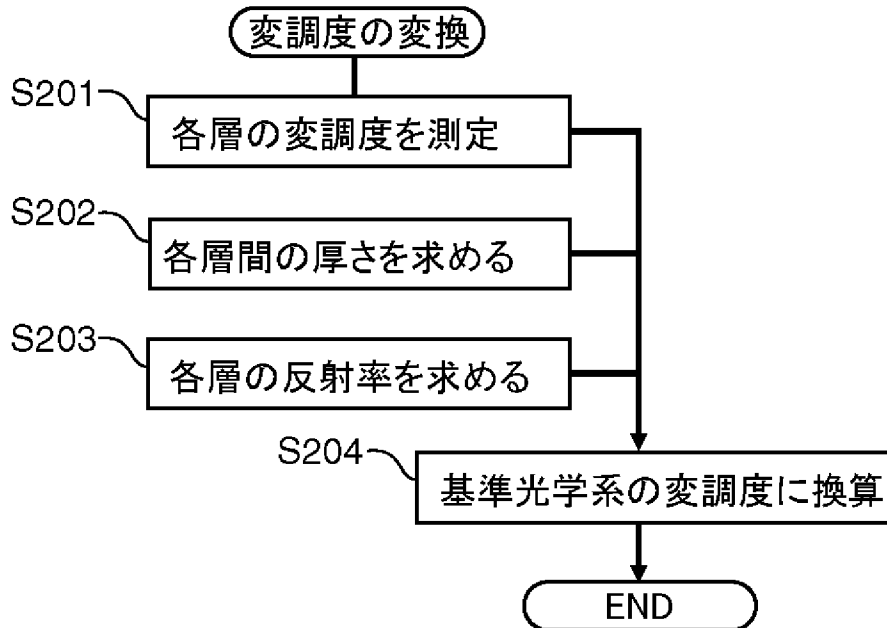 変調度の変換
S201
各層の変調度を測定
S202
各層間の厚さを求める
S203
各層の反射率を求める
S204
基準光学系の変調度に換算
END